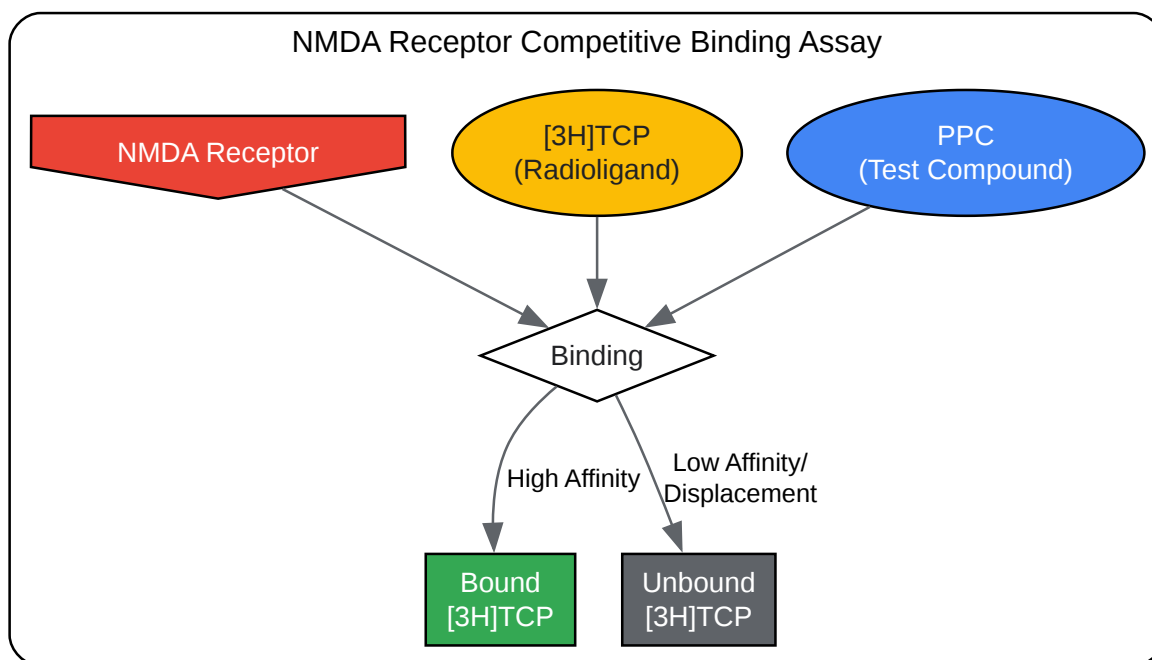 NMDA Receptor Competitive Binding Assay
NMDA Receptor
[3H]TCP
(Radioligand)
PPC
(Test Compound)
Binding
High Affinity
Low Affinity/
Displacement
Bound
[3H]TCP
Unbound
[3H]TCP